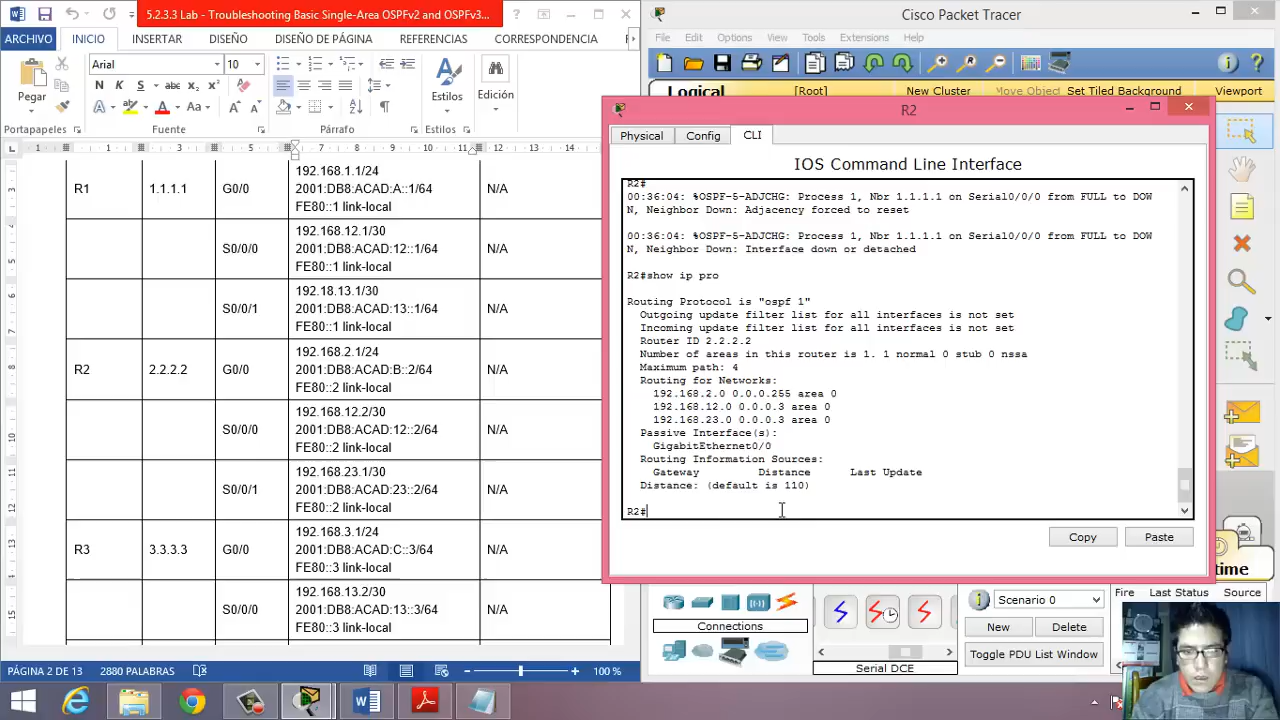 5.2.3.3 Lab - Troubleshooting Basic Single-Area OSPFv2 and OSPFv3...
ARCHIVO INICIO INSERTAR DISEÑO DISEÑO DE PÁGINA REFERENCIAS CORRESPONDENCIA
Arial 10
Pegar
N K S abc x₂ x²
Estilos Edición
Portapapeles Fuente Párrafo Estilos
1 1 2 3 4 5 6 7 8 9 10 11 12 13 14
R1 1.1.1.1 G0/0 192.168.1.1/24 N/A
2001:DB8:ACAD:A::1/64
FE80::1 link-local
S0/0/0 192.168.12.1/30 N/A
2001:DB8:ACAD:12::1/64
FE80::1 link-local
S0/0/1 192.18.13.1/30 N/A
2001:DB8:ACAD:13::1/64
FE80::1 link-local
R2 2.2.2.2 G0/0 192.168.2.1/24 N/A
2001:DB8:ACAD:B::2/64
FE80::2 link-local
S0/0/0 192.168.12.2/30 N/A
2001:DB8:ACAD:12::2/64
FE80::2 link-local
S0/0/1 192.168.23.1/30 N/A
2001:DB8:ACAD:23::2/64
FE80::2 link-local
R3 3.3.3.3 G0/0 192.168.3.1/24 N/A
2001:DB8:ACAD:C::3/64
FE80::3 link-local
S0/0/0 192.168.13.2/30 N/A
2001:DB8:ACAD:13::3/64
FE80::3 link-local
PÁGINA 2 DE 13 2880 PALABRAS 100 %
Cisco Packet Tracer
File Edit Options View Tools Extensions Help
Logical [Root] New Cluster Move Object Set Tiled Background Viewport
R2
Physical Config CLI
IOS Command Line Interface
R2#
00:36:04: %OSPF-5-ADJCHG: Process 1, Nbr 1.1.1.1 on Serial0/0/0 from FULL to DOW
N, Neighbor Down: Adjacency forced to reset
00:36:04: %OSPF-5-ADJCHG: Process 1, Nbr 1.1.1.1 on Serial0/0/0 from FULL to DOW
N, Neighbor Down: Interface down or detached
R2#show ip pro
Routing Protocol is "ospf 1"
Outgoing update filter list for all interfaces is not set
Incoming update filter list for all interfaces is not set
Router ID 2.2.2.2
Number of areas in this router is 1. 1 normal 0 stub 0 nssa
Maximum path: 4
Routing for Networks:
192.168.2.0 0.0.0.255 area 0
192.168.12.0 0.0.0.3 area 0
192.168.23.0 0.0.0.3 area 0
Passive Interface(s):
GigabitEthernet0/0
Routing Information Sources:
Gateway Distance Last Update
Distance: (default is 110)
R2#
Copy Paste
Connections
Serial DCE
Scenario 0
New Delete
Toggle PDU List Window
Fire Last Status Source